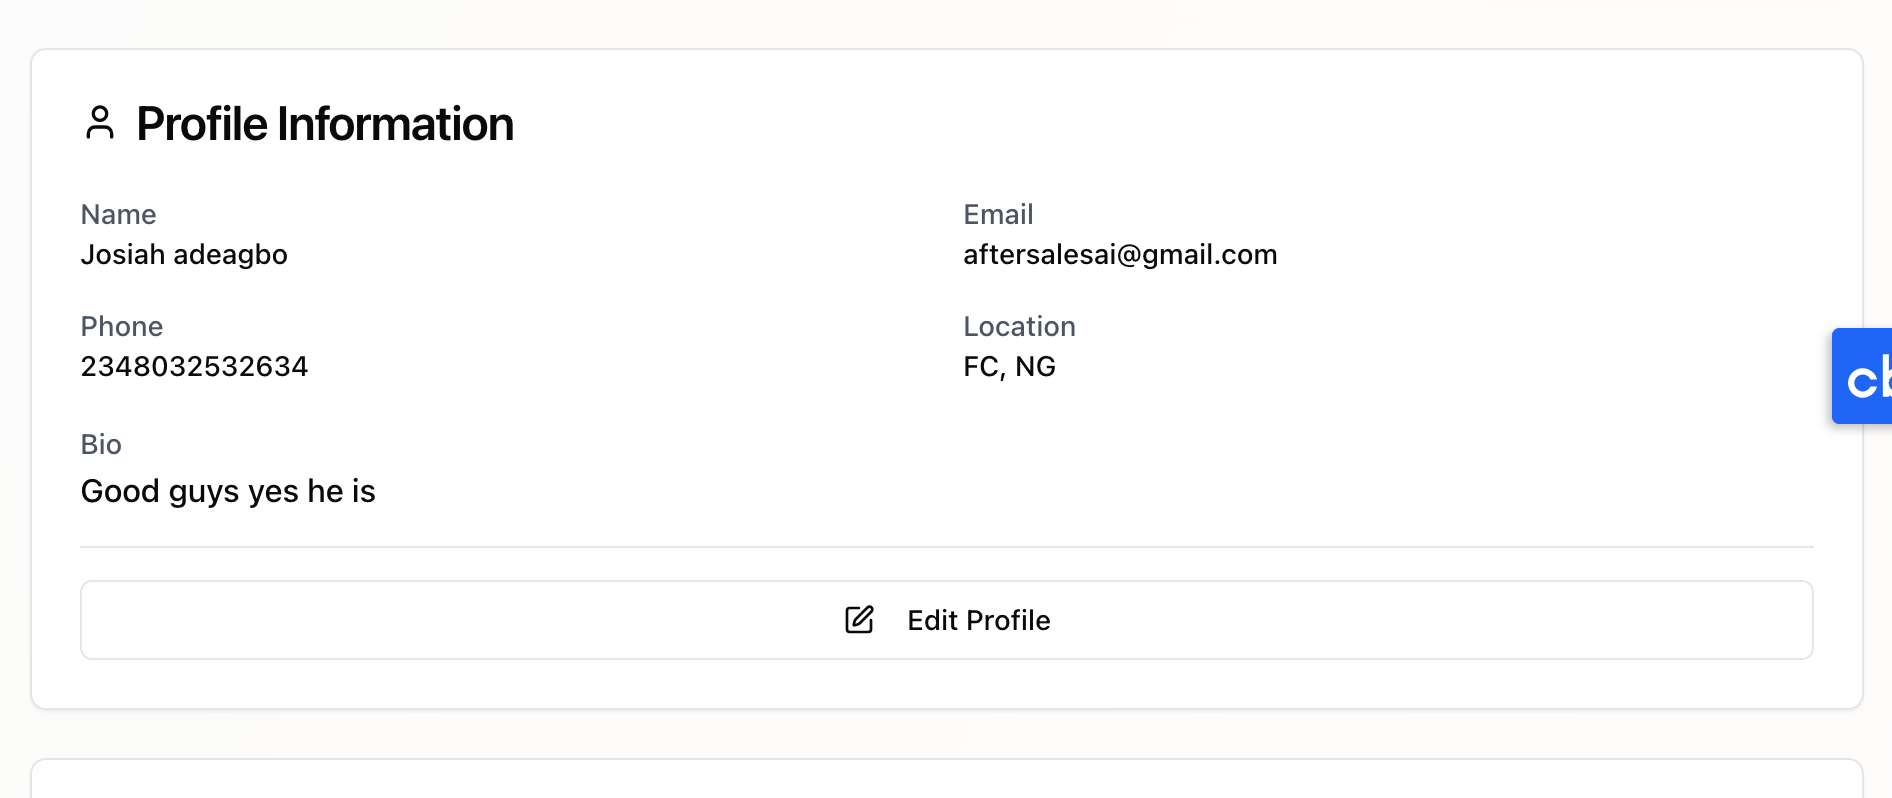 Profile Information
Name
Josiah adeagbo
Email
aftersalesai@gmail.com
Phone
2348032532634
Location
FC, NG
Bio
Good guys yes he is
Edit Profile